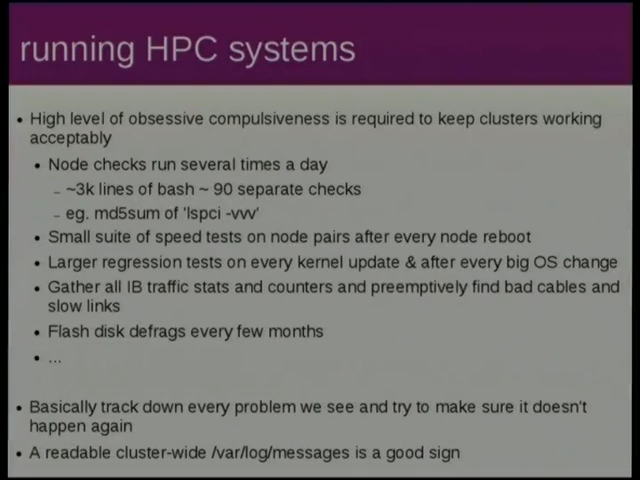 running HPC systems
• High level of obsessive compulsiveness is required to keep clusters working
acceptably
• Node checks run several times a day
– ~3k lines of bash ~ 90 separate checks
– eg. md5sum of 'lspci -vvv'
• Small suite of speed tests on node pairs after every node reboot
• Larger regression tests on every kernel update & after every big OS change
• Gather all IB traffic stats and counters and preemptively find bad cables and
slow links
• Flash disk defrags every few months
• ...
• Basically track down every problem we see and try to make sure it doesn't
happen again
• A readable cluster-wide /var/log/messages is a good sign